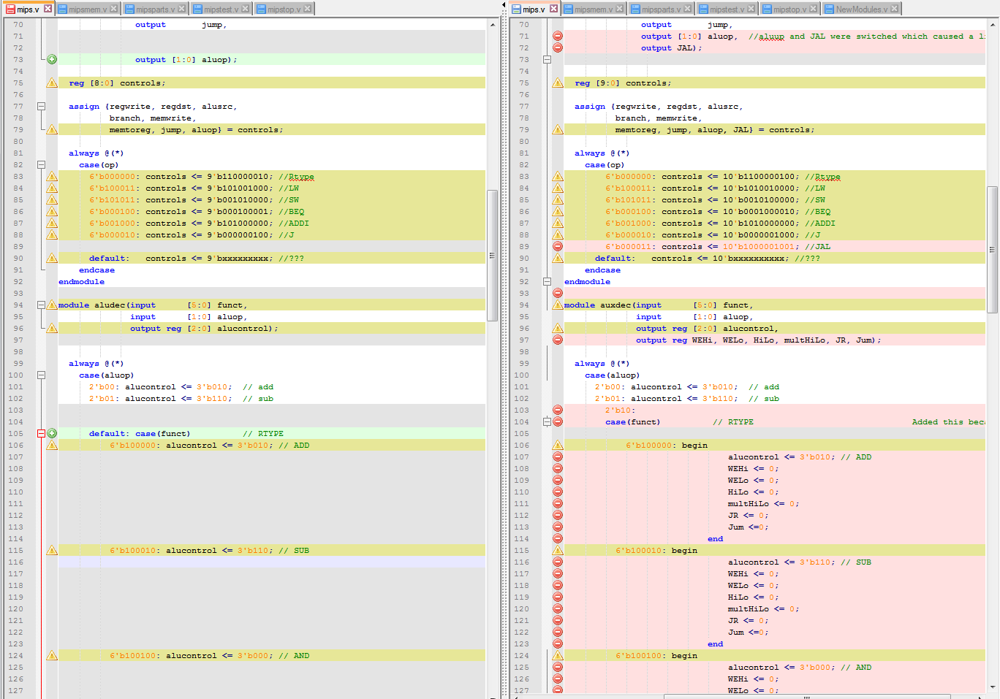 mips.v mipsmem.v mipsparts.v mipstest.v mipstop.v
70 output jump,
71
72
73 output [1:0] aluop);
74
75 reg [8:0] controls;
76
77 assign {regwrite, regdst, alusrc,
78 branch, memwrite,
79 memtoreg, jump, aluop} = controls;
80
81 always @(*)
82 case(op)
83 6'b000000: controls <= 9'b110000010; //Rtype
84 6'b100011: controls <= 9'b101001000; //LW
85 6'b101011: controls <= 9'b001010000; //SW
86 6'b000100: controls <= 9'b000100001; //BEQ
87 6'b001000: controls <= 9'b101000000; //ADDI
88 6'b000010: controls <= 9'b000000100; //J
89
90 default: controls <= 9'bxxxxxxxxx; //???
91 endcase
92 endmodule
93
94 module aludec(input [5:0] funct,
95 input [1:0] aluop,
96 output reg [2:0] alucontrol);
97
98
99 always @(*)
100 case(aluop)
101 2'b00: alucontrol <= 3'b010; // add
102 2'b01: alucontrol <= 3'b110; // sub
103
104
105 default: case(funct) // RTYPE
106 6'b100000: alucontrol <= 3'b010; // ADD
107
108
109
110
111
112
113
114
115 6'b100010: alucontrol <= 3'b110; // SUB
116
117
118
119
120
121
122
123
124 6'b100100: alucontrol <= 3'b000; // AND
125
126
127
mips.v mipsmem.v mipsparts.v mipstest.v mipstop.v NewModules.v
70 output jump,
71 output [1:0] aluop, //aluup and JAL were switched which caused a li
72 output JAL);
73
74
75 reg [9:0] controls;
76
77 assign {regwrite, regdst, alusrc,
78 branch, memwrite,
79 memtoreg, jump, aluop, JAL} = controls;
80
81 always @(*)
82 case(op)
83 6'b000000: controls <= 10'b1100000100; //Rtype
84 6'b100011: controls <= 10'b1010010000; //LW
85 6'b101011: controls <= 10'b0010100000; //SW
86 6'b000100: controls <= 10'b0001000010; //BEQ
87 6'b001000: controls <= 10'b1010000000; //ADDI
88 6'b000010: controls <= 10'b0000001000; //J
89 6'b000011: controls <= 10'b1000001001; //JAL
90 default: controls <= 10'bxxxxxxxxxx; //???
91 endcase
92 endmodule
93
94 module auxdec(input [5:0] funct,
95 input [1:0] aluop,
96 output reg [2:0] alucontrol,
97 output reg WEHi, WELo, HiLo, multHiLo, JR, Jum);
98
99 always @(*)
100 case(aluop)
101 2'b00: alucontrol <= 3'b010; // add
102 2'b01: alucontrol <= 3'b110; // sub
103 2'b10:
104 case(funct) // RTYPE Added this beca
105
106 6'b100000: begin
107 alucontrol <= 3'b010; // ADD
108 WEHi <= 0;
109 WELo <= 0;
110 HiLo <= 0;
111 multHiLo <= 0;
112 JR <= 0;
113 Jum <=0;
114 end
115 6'b100010: begin
116 alucontrol <= 3'b110; // SUB
117 WEHi <= 0;
118 WELo <= 0;
119 HiLo <= 0;
120 multHiLo <= 0;
121 JR <= 0;
122 Jum <=0;
123 end
124 6'b100100: begin
125 alucontrol <= 3'b000; // AND
126 WEHi <= 0;
127 WELo <= 0;